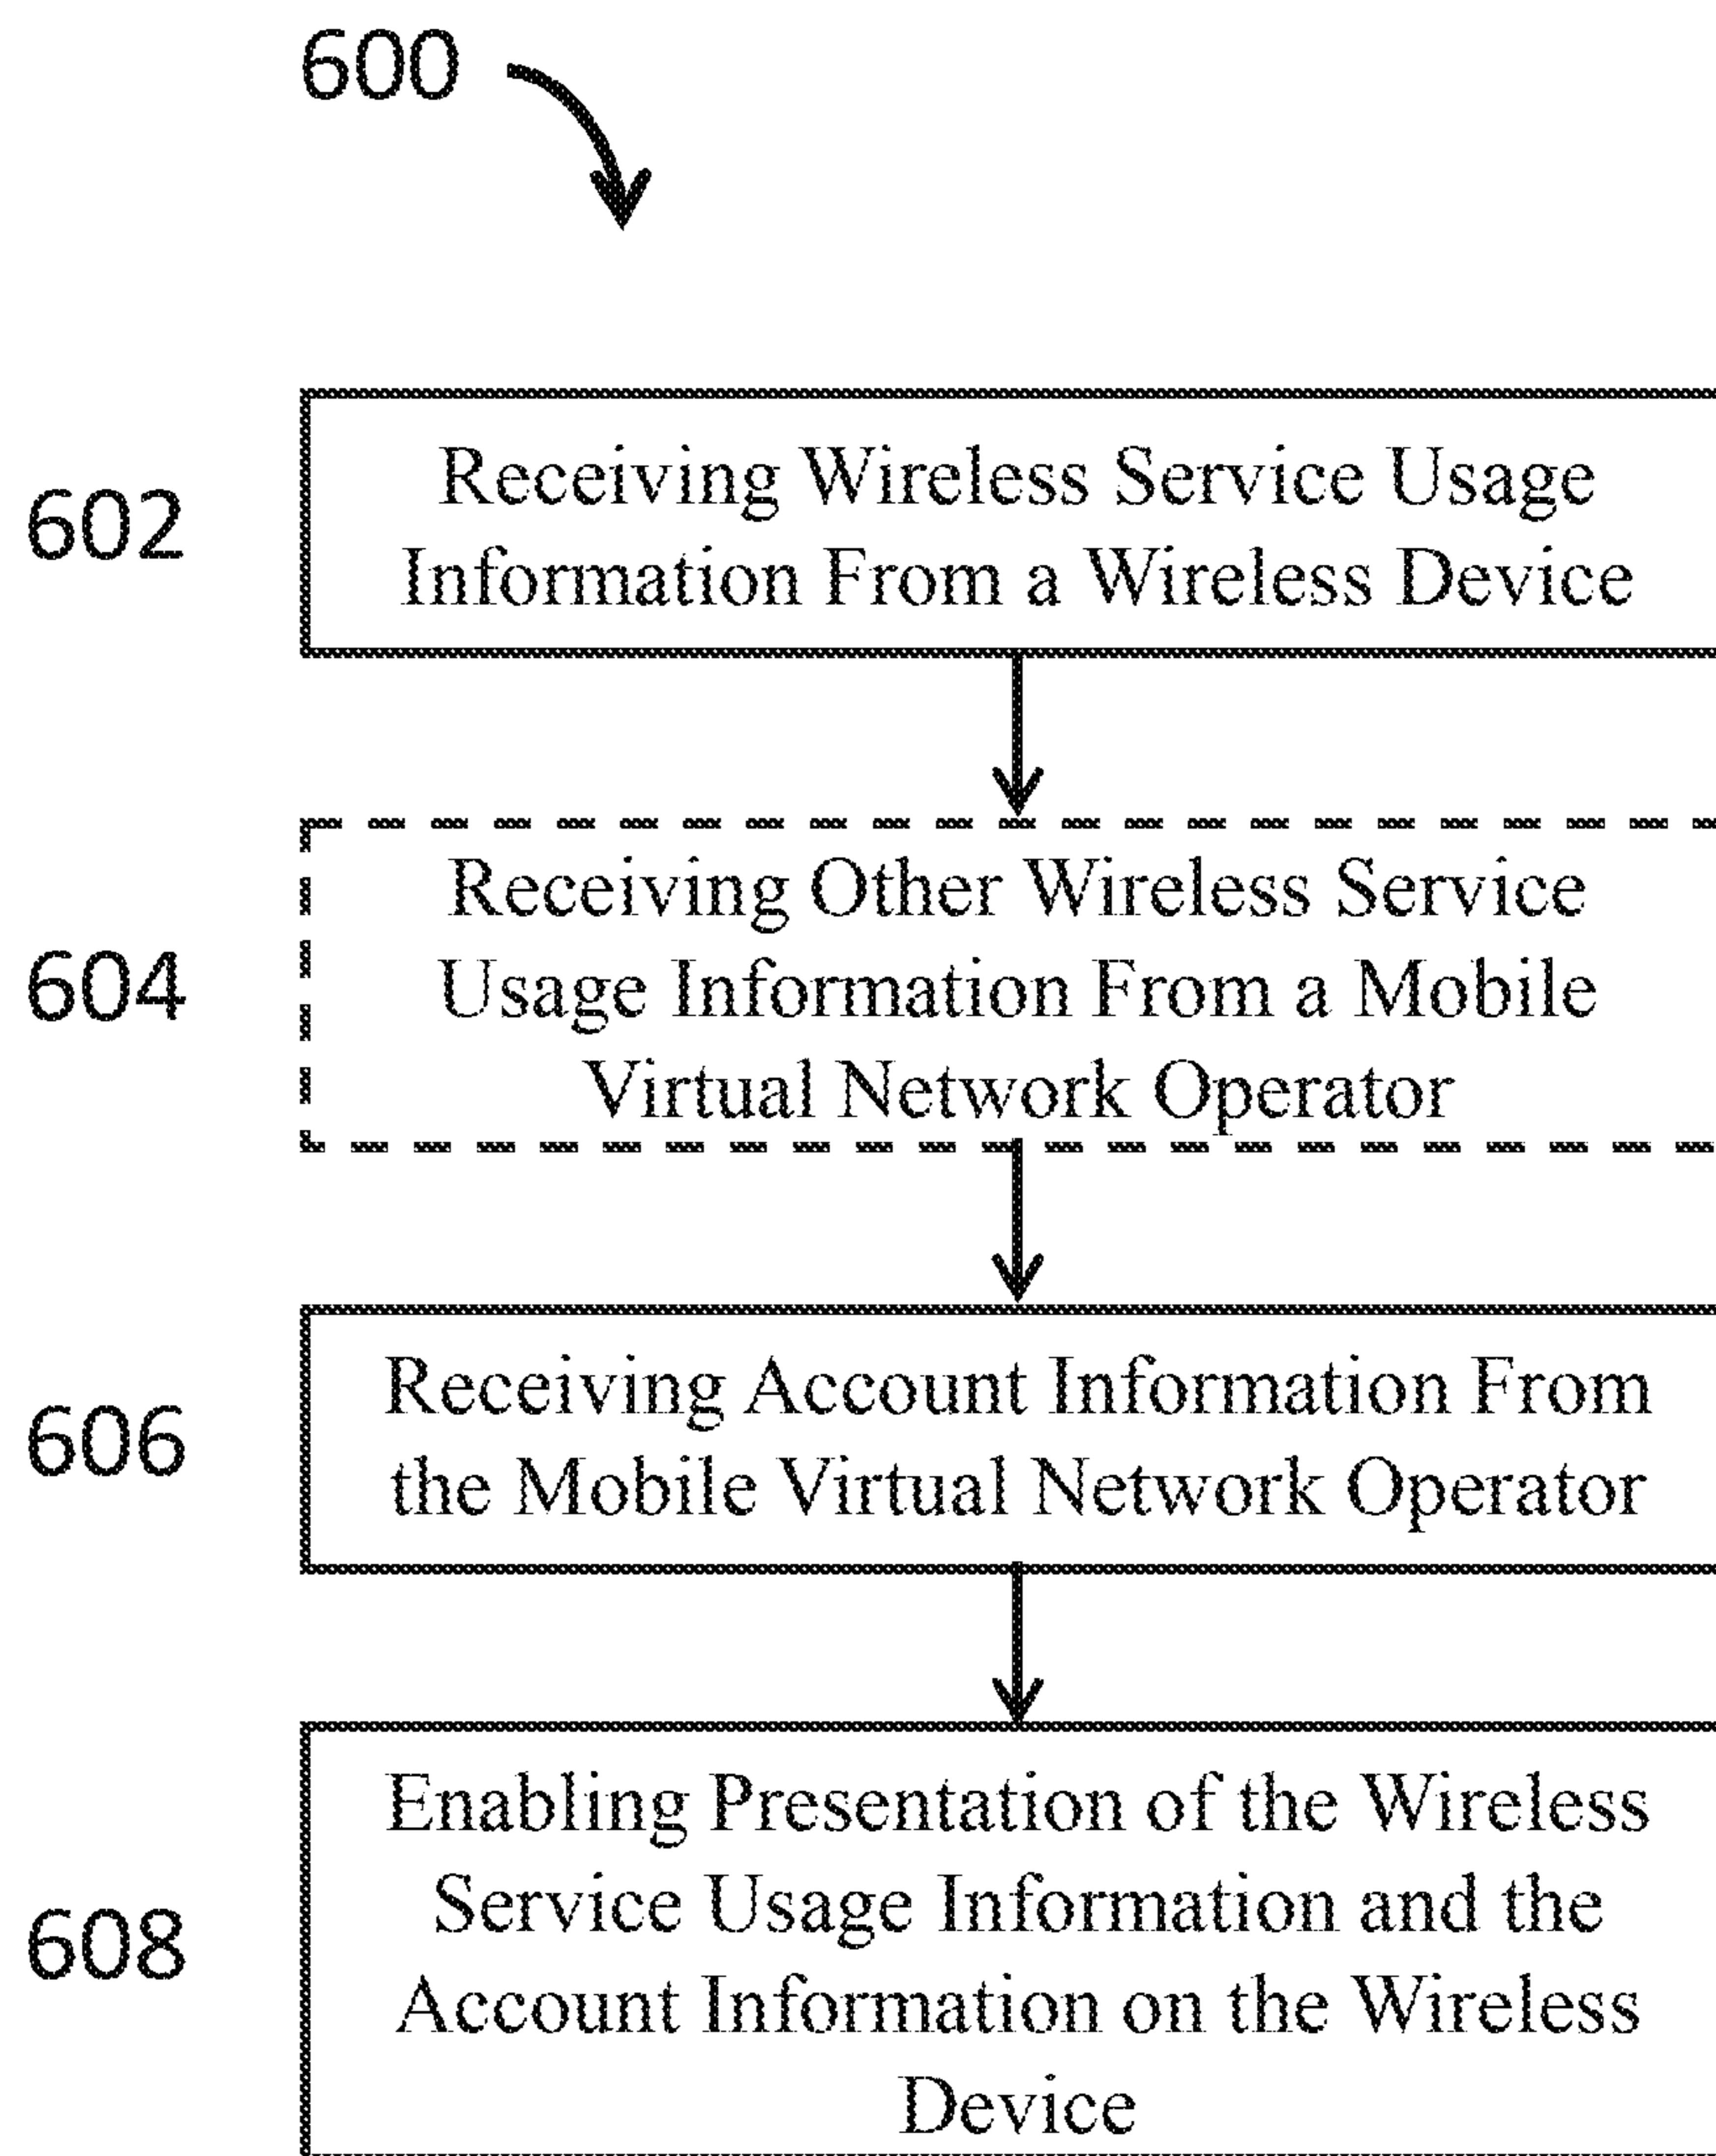 600
602
Receiving Wireless Service Usage
Information From a Wireless Device
604
Receiving Other Wireless Service
Usage Information From a Mobile
Virtual Network Operator
606
Receiving Account Information From
the Mobile Virtual Network Operator
608
Enabling Presentation of the Wireless
Service Usage Information and the
Account Information on the Wireless
Device